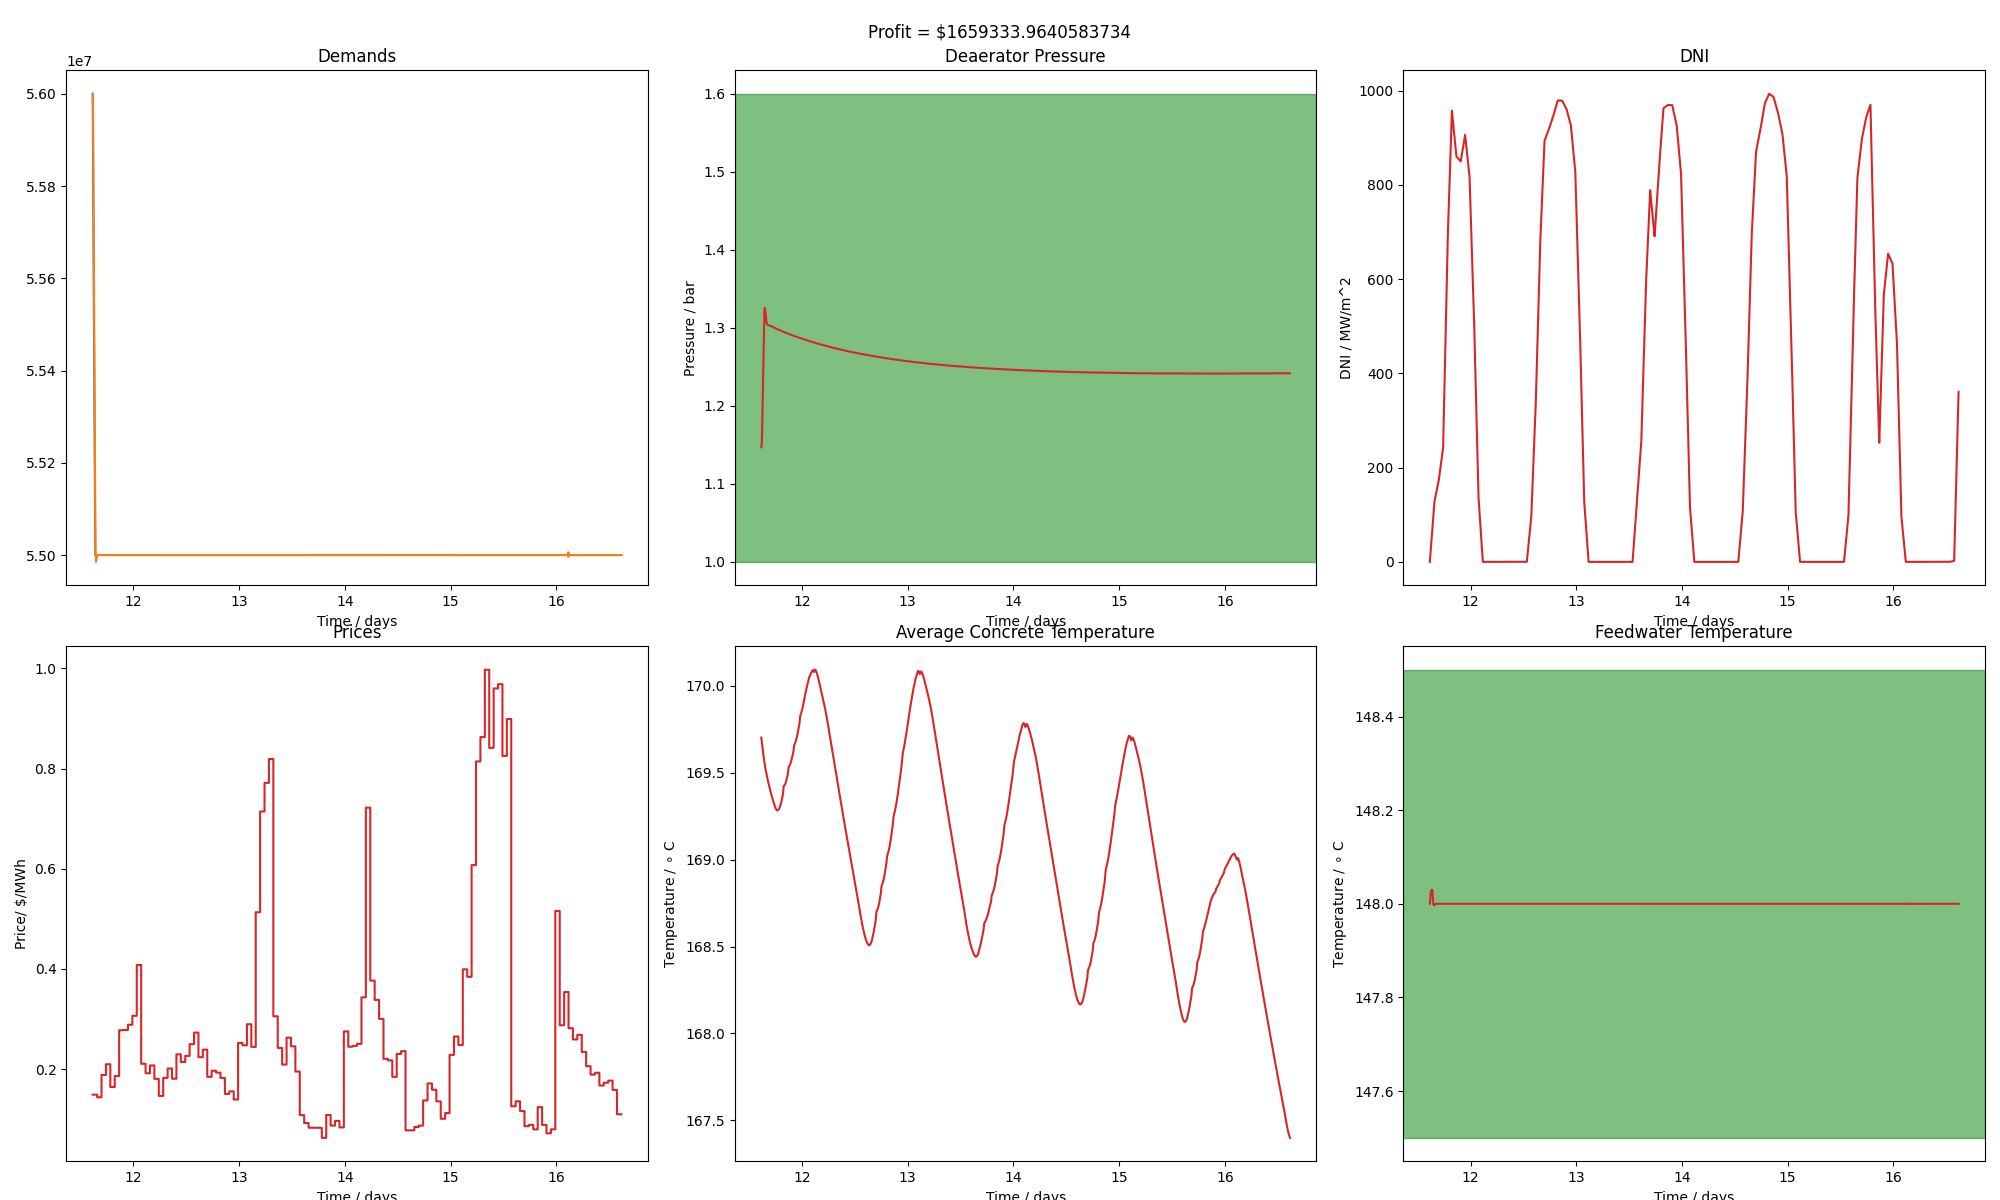 Profit = $1659333.9640583734
Demands
1e7
5.60
5.58
5.56
5.54
5.52
5.50
12 13 14 15 16
Time / days
Deaerator Pressure
Pressure / bar
1.6
1.5
1.4
1.3
1.2
1.1
1.0
12 13 14 15 16
Time / days
DNI
DNI / MW/m^2
1000
800
600
400
200
0
12 13 14 15 16
Time / days
Prices
Price/ $/MWh
1.0
0.8
0.6
0.4
0.2
12 13 14 15 16
Time / days
Average Concrete Temperature
Temperature / ∘ C
170.0
169.5
169.0
168.5
168.0
167.5
12 13 14 15 16
Time / days
Feedwater Temperature
Temperature / ∘ C
148.4
148.2
148.0
147.8
147.6
12 13 14 15 16
Time / days